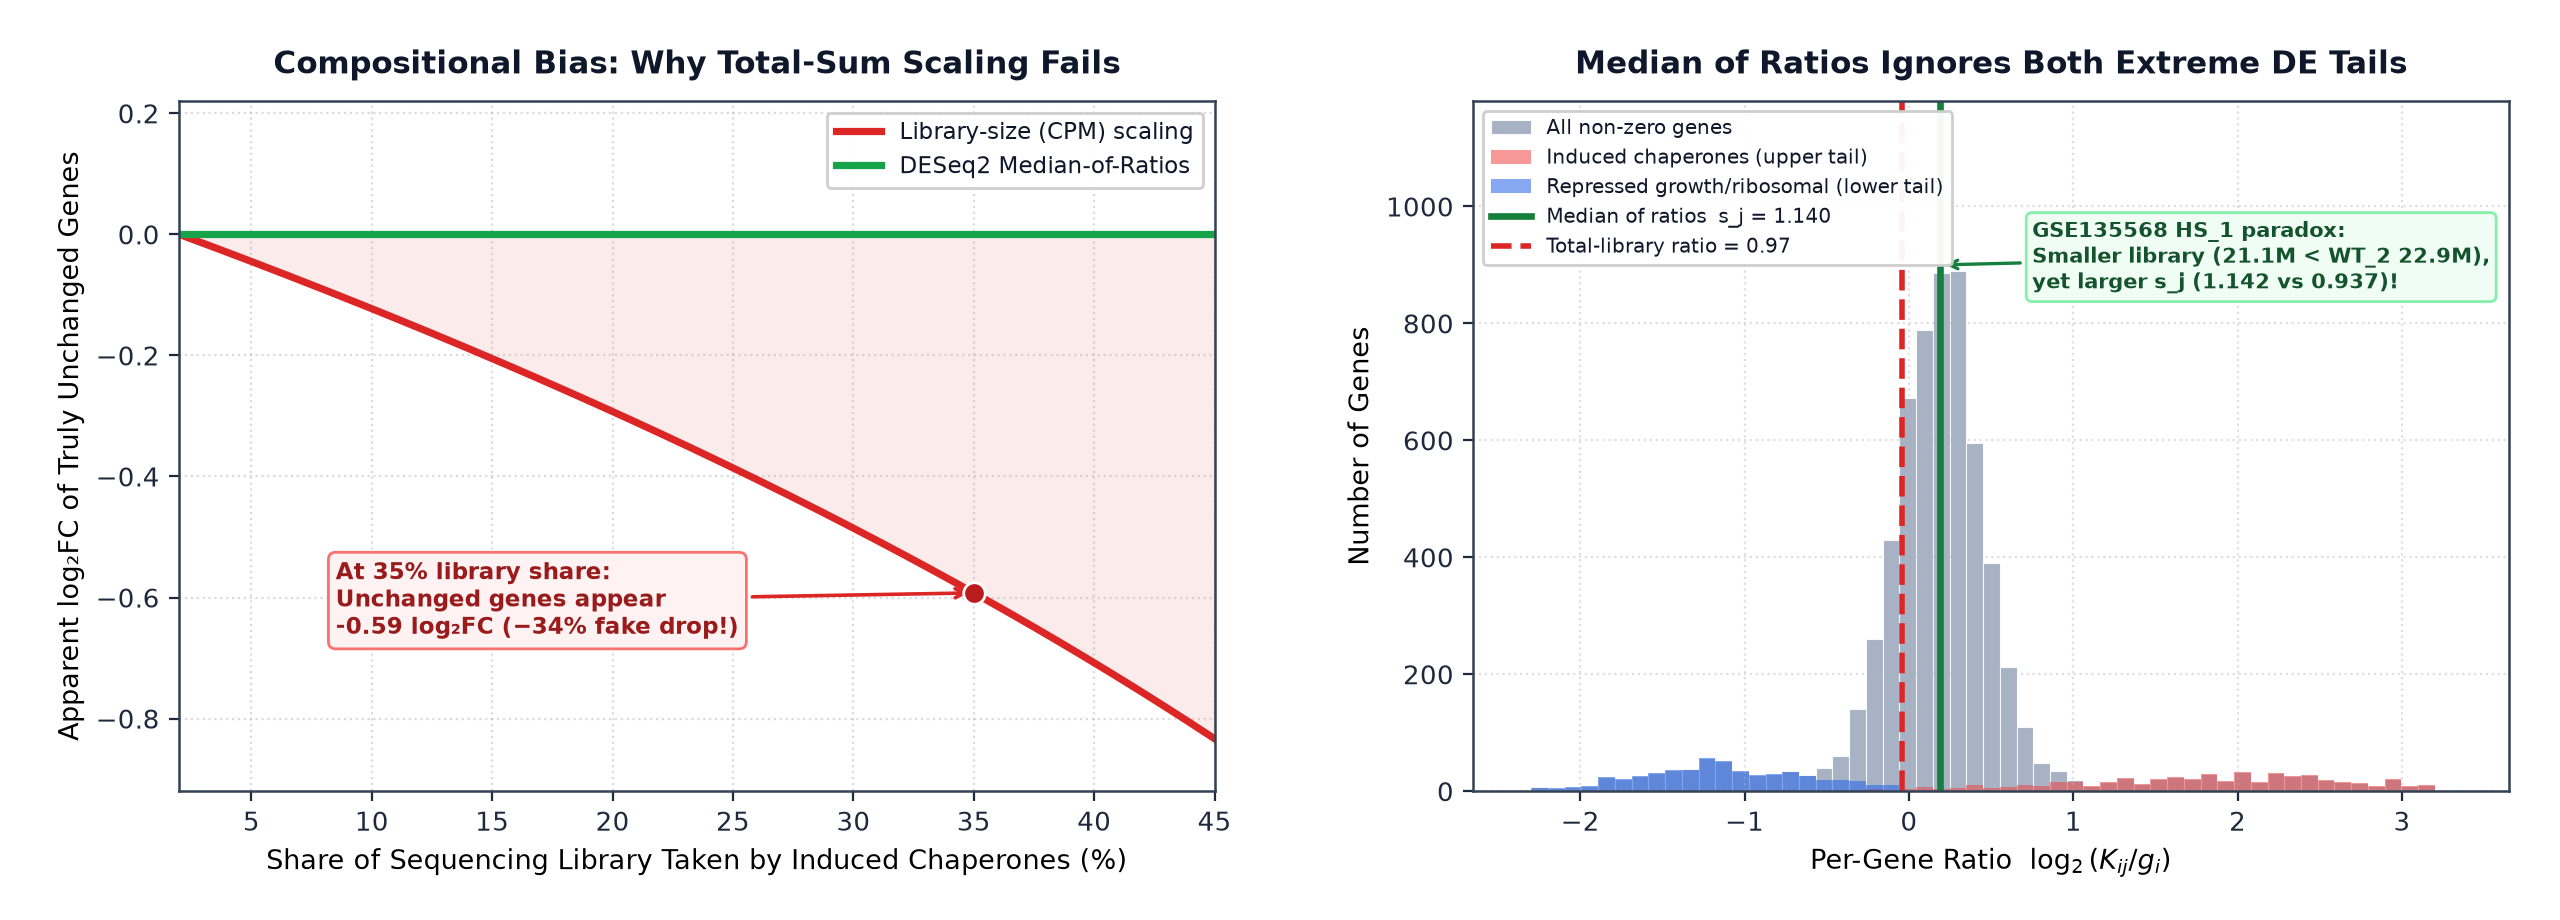 Compositional Bias: Why Total-Sum Scaling Fails
Apparent log₂FC of Truly Unchanged Genes
0.2
0.0
−0.2
−0.4
−0.6
−0.8
Library-size (CPM) scaling
DESeq2 Median-of-Ratios
At 35% library share:
Unchanged genes appear
-0.59 log₂FC (−34% fake drop!)
5 10 15 20 25 30 35 40 45
Share of Sequencing Library Taken by Induced Chaperones (%)
Median of Ratios Ignores Both Extreme DE Tails
Number of Genes
1000
800
600
400
200
0
All non-zero genes
Induced chaperones (upper tail)
Repressed growth/ribosomal (lower tail)
Median of ratios s_j = 1.140
Total-library ratio = 0.97
GSE135568 HS_1 paradox:
Smaller library (21.1M < WT_2 22.9M),
yet larger s_j (1.142 vs 0.937)!
−2 −1 0 1 2 3
Per-Gene Ratio log₂(K_ij/g_i)